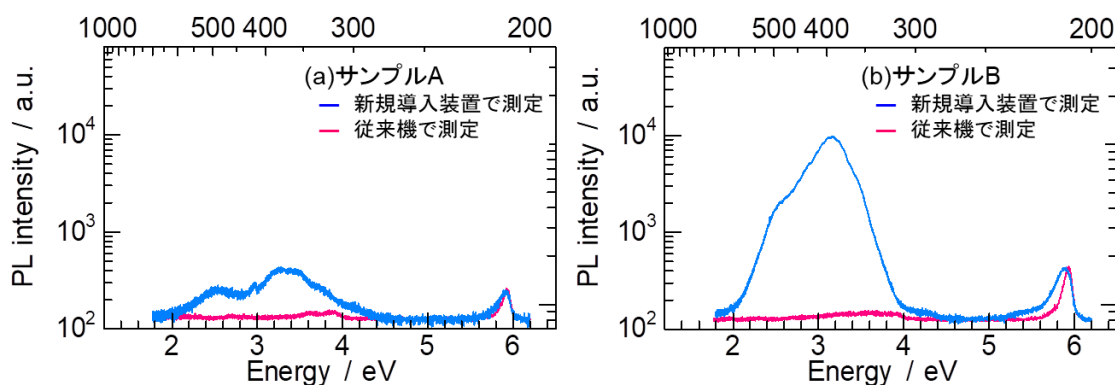 1000 500 400 300 200
(a)サンプルA
新規導入装置で測定
従来機で測定
PL intensity / a.u.
10⁴
10³
10²
2 3 4 5 6
Energy / eV
1000 500 400 300 200
(b)サンプルB
新規導入装置で測定
従来機で測定
PL intensity / a.u.
10⁴
10³
10²
2 3 4 5 6
Energy / eV